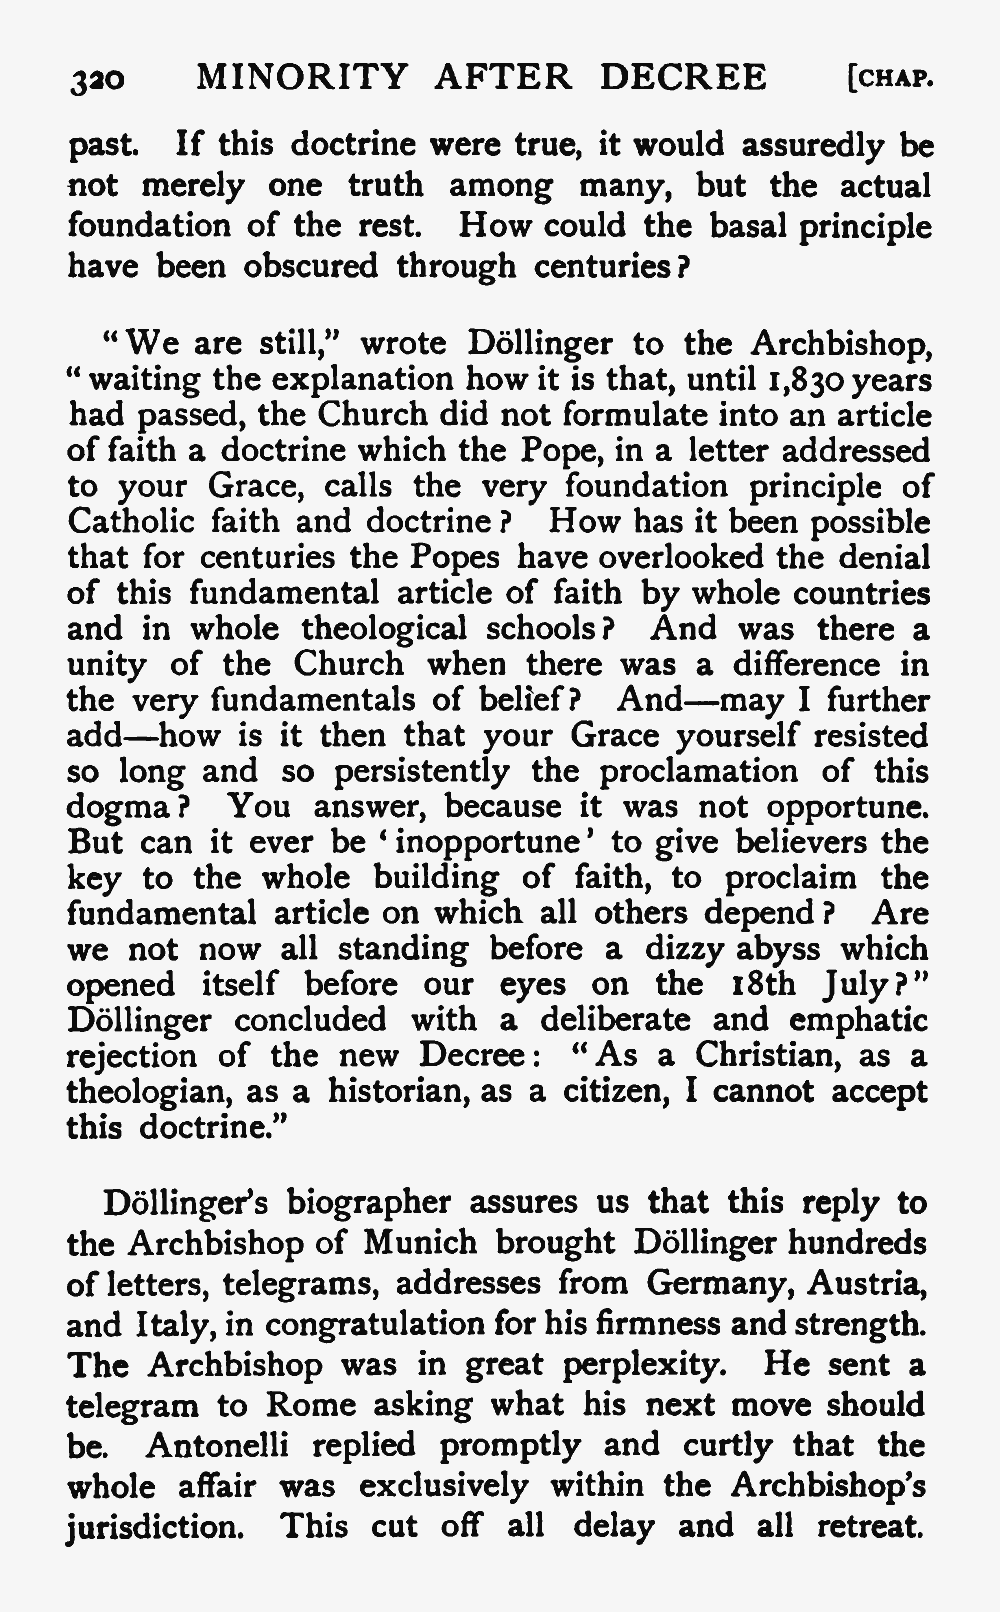 320 MINORITY AFTER DECREE [CHAP.
past. If this doctrine were true, it would assuredly be
not merely one truth among many, but the actual
foundation of the rest. How could the basal principle
have been obscured through centuries?
"We are still," wrote Döllinger to the Archbishop,
"waiting the explanation how it is that, until 1,830 years
had passed, the Church did not formulate into an article
of faith a doctrine which the Pope, in a letter addressed
to your Grace, calls the very foundation principle of
Catholic faith and doctrine? How has it been possible
that for centuries the Popes have overlooked the denial
of this fundamental article of faith by whole countries
and in whole theological schools? And was there a
unity of the Church when there was a difference in
the very fundamentals of belief? And—may I further
add—how is it then that your Grace yourself resisted
so long and so persistently the proclamation of this
dogma? You answer, because it was not opportune.
But can it ever be 'inopportune' to give believers the
key to the whole building of faith, to proclaim the
fundamental article on which all others depend? Are
we not now all standing before a dizzy abyss which
opened itself before our eyes on the 18th July?"
Döllinger concluded with a deliberate and emphatic
rejection of the new Decree: "As a Christian, as a
theologian, as a historian, as a citizen, I cannot accept
this doctrine."
Döllinger's biographer assures us that this reply to
the Archbishop of Munich brought Döllinger hundreds
of letters, telegrams, addresses from Germany, Austria,
and Italy, in congratulation for his firmness and strength.
The Archbishop was in great perplexity. He sent a
telegram to Rome asking what his next move should
be. Antonelli replied promptly and curtly that the
whole affair was exclusively within the Archbishop's
jurisdiction. This cut off all delay and all retreat.